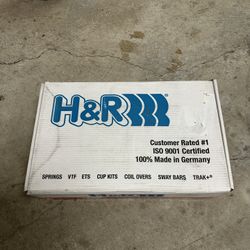 H&R
Customer Rated #1
ISO 9001 Certified
100% Made in Germany
SPRINGS VTF ETS CUP KITS COIL OVERS SWAY BARS TRAK+®